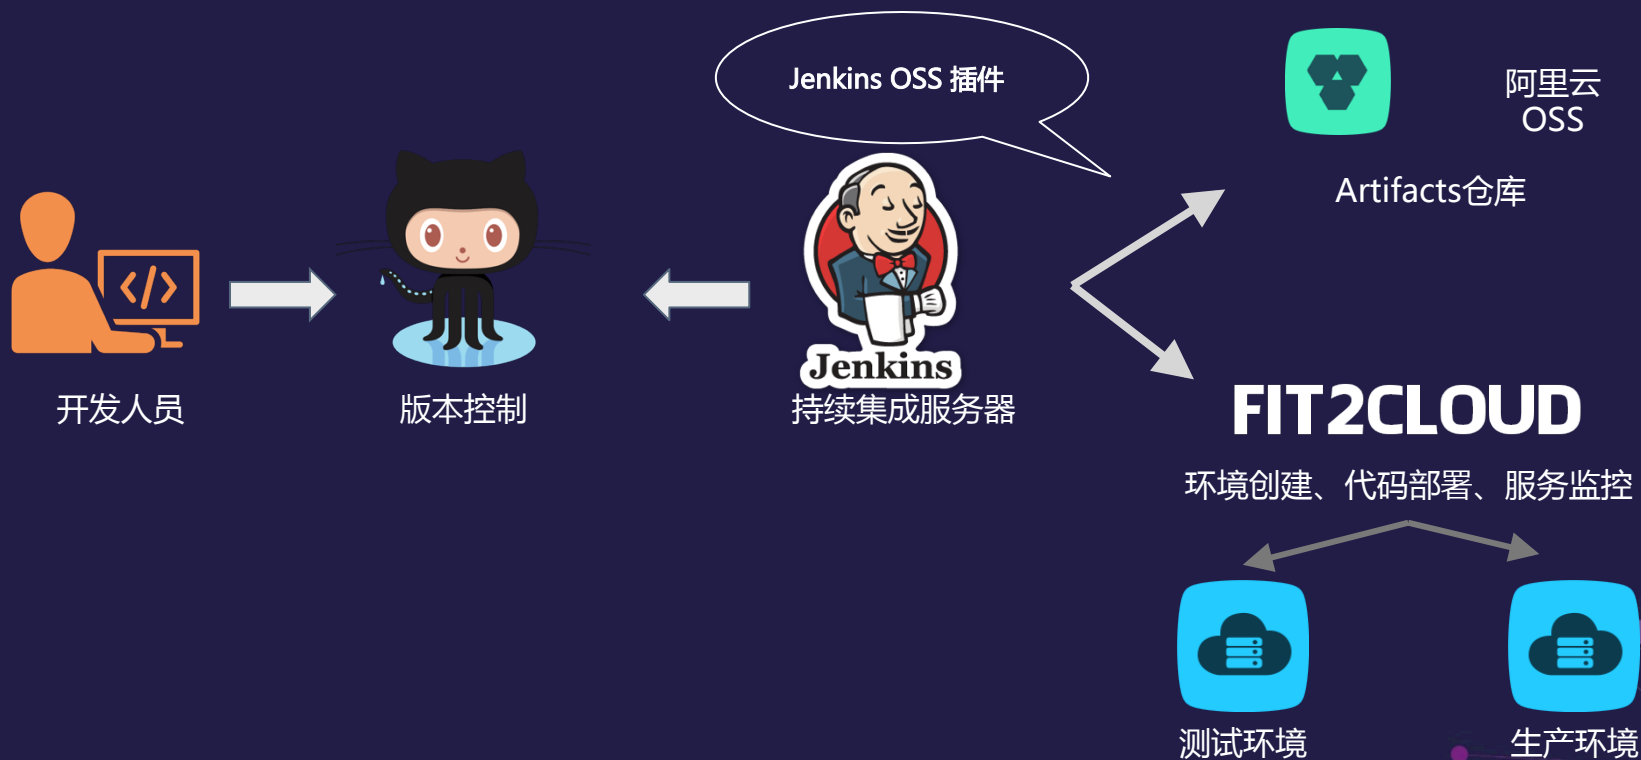 Jenkins OSS 插件
阿里云
OSS
Artifacts仓库
</>
Jenkins
开发人员
版本控制
持续集成服务器
FIT2CLOUD
环境创建、代码部署、服务监控
测试环境
生产环境